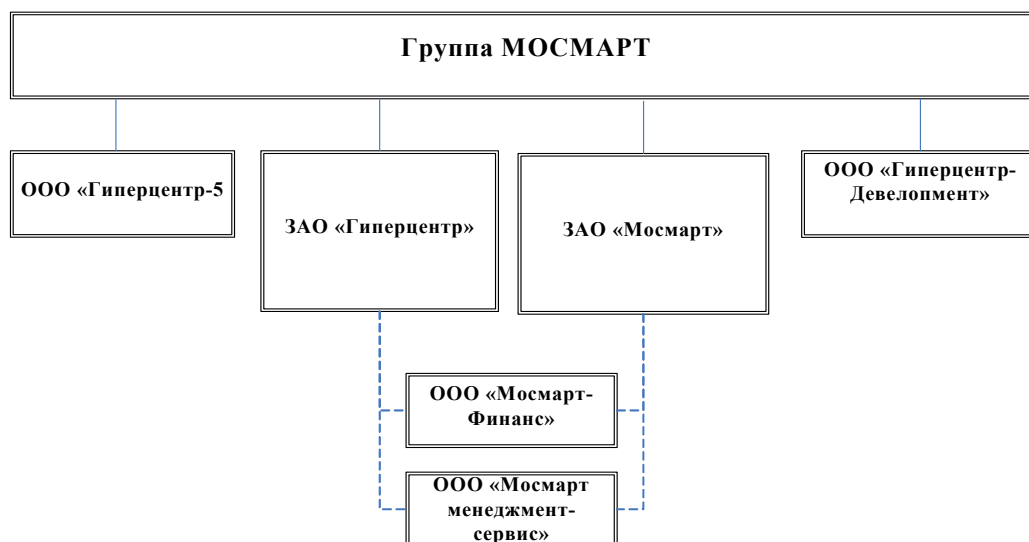 Группа МОСМАРТ
ООО «Гиперцентр-5
ЗАО «Гиперцентр»
ЗАО «Мосмарт»
ООО «Гиперцентр-
Девелопмент»
ООО «Мосмарт-
Финанс»
ООО «Мосмарт
менеджмент-
сервис»